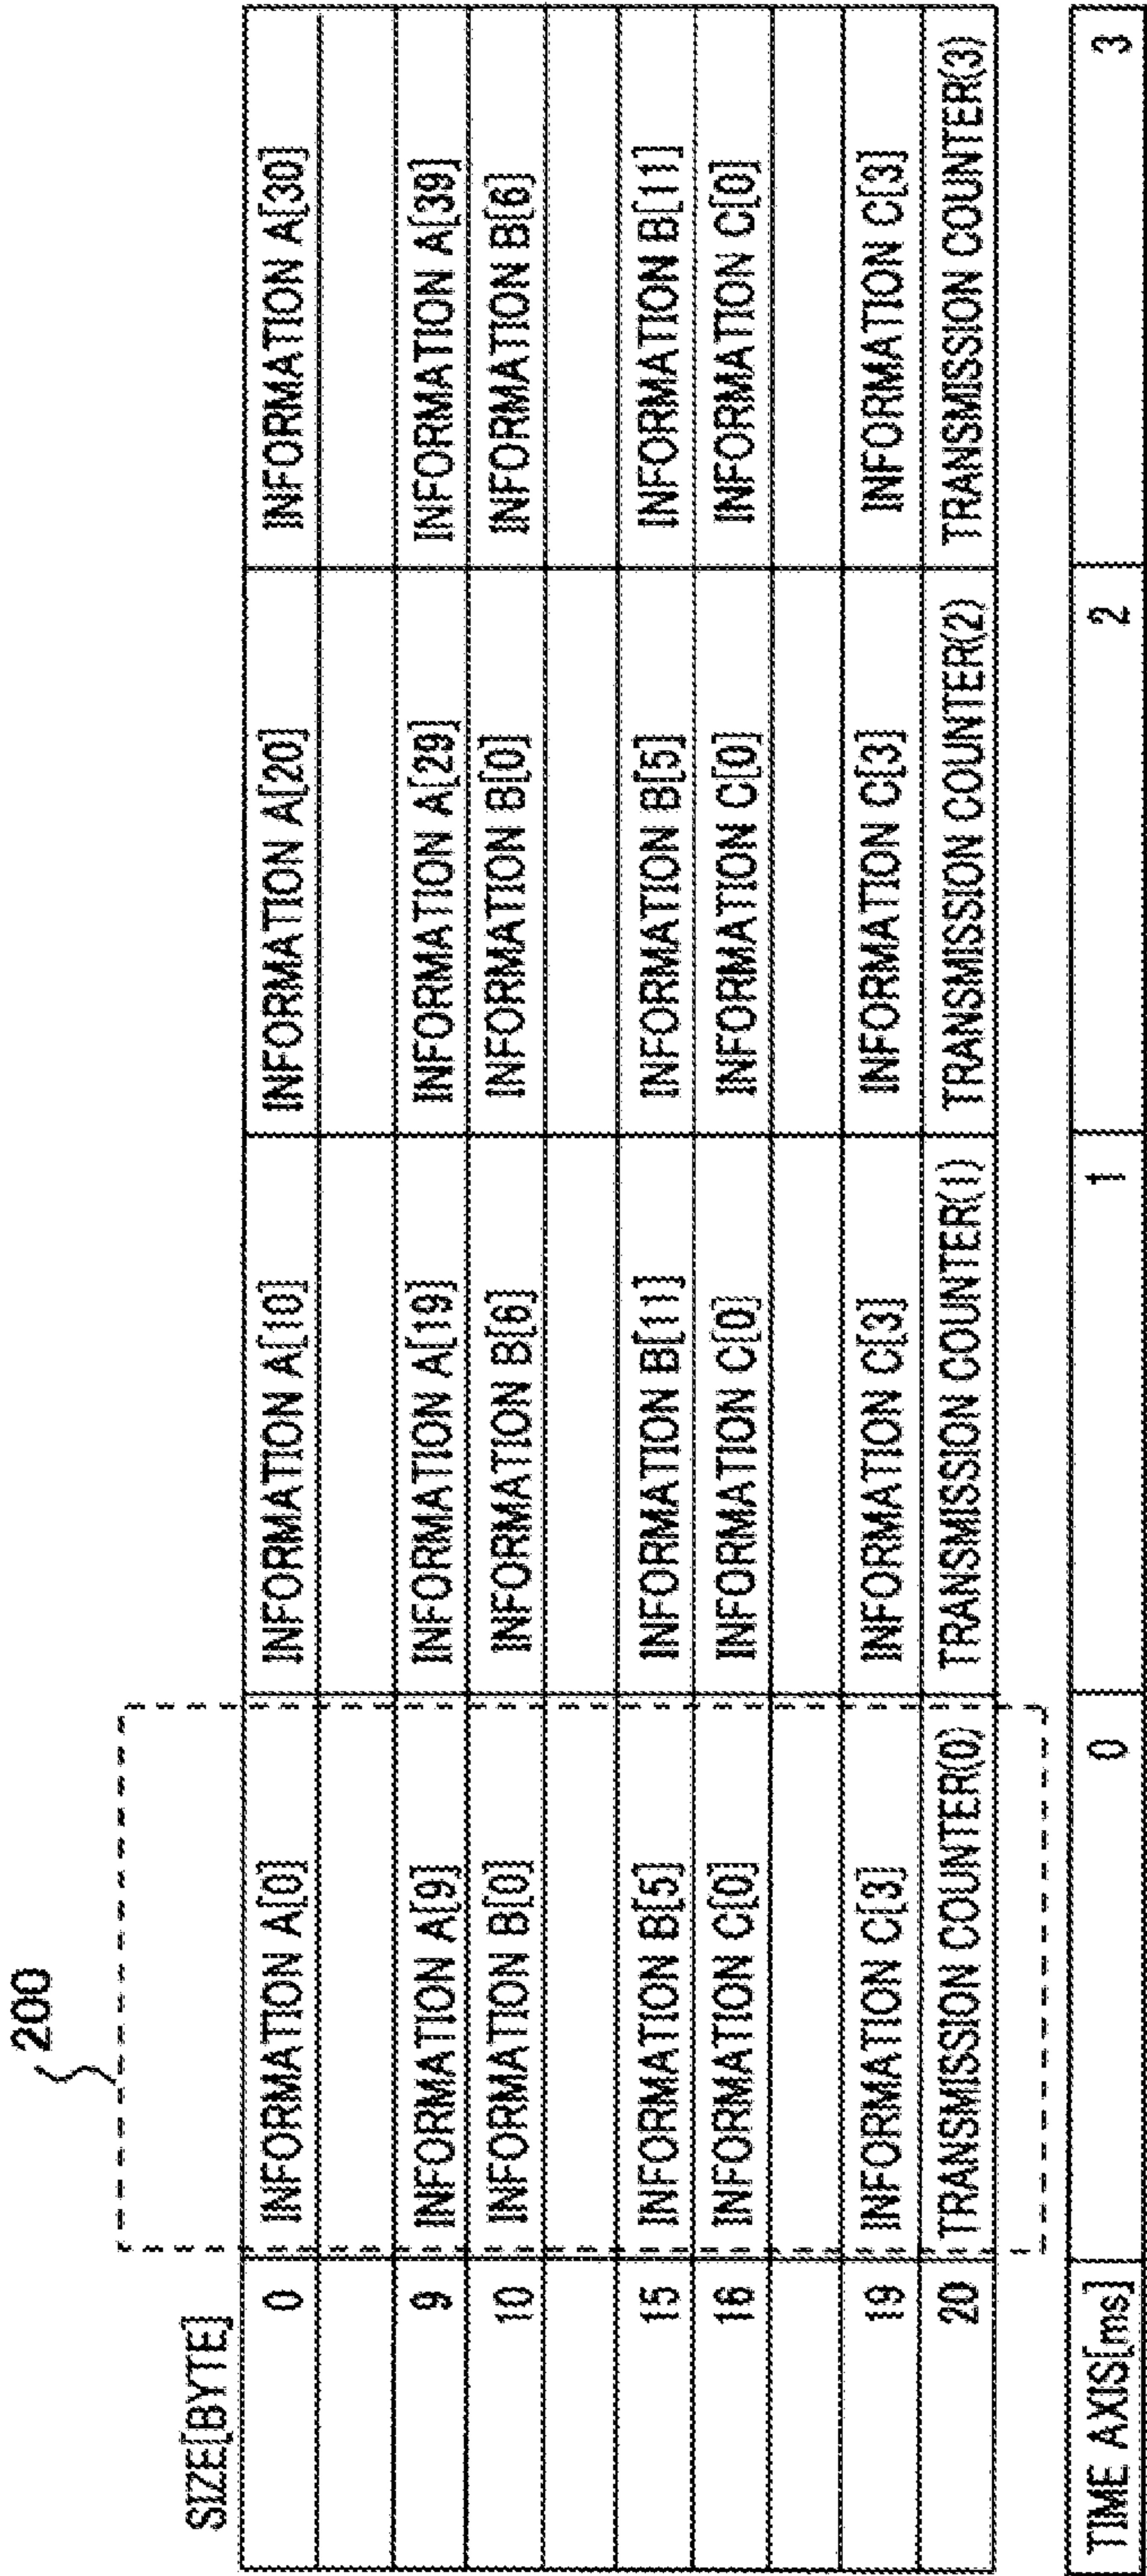 200
SIZE[BYTE]
0 INFORMATION A[0] INFORMATION A[10] INFORMATION A[20] INFORMATION A[30]
9 INFORMATION A[9] INFORMATION A[19] INFORMATION A[29] INFORMATION A[39]
10 INFORMATION B[0] INFORMATION B[6] INFORMATION B[0] INFORMATION B[6]
15 INFORMATION B[5] INFORMATION B[11] INFORMATION B[5] INFORMATION B[11]
16 INFORMATION C[0] INFORMATION C[0] INFORMATION C[0] INFORMATION C[0]
19 INFORMATION C[3] INFORMATION C[3] INFORMATION C[3] INFORMATION C[3]
20 TRANSMISSION COUNTER(0) TRANSMISSION COUNTER(1) TRANSMISSION COUNTER(2) TRANSMISSION COUNTER(3)
TIME AXIS[ms] 0 1 2 3